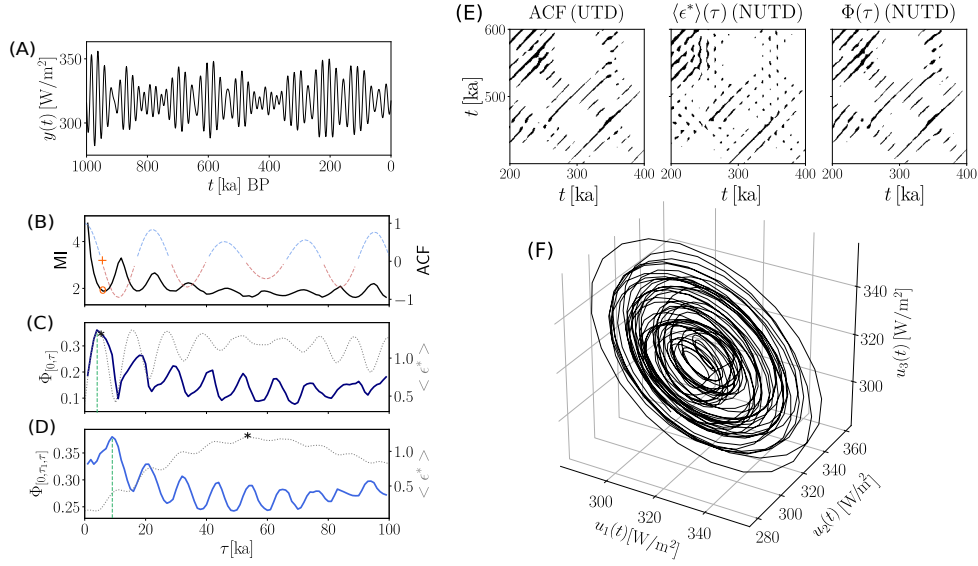 (A)
y(t) [W/m²]
350
300
1000
800
600
400
200
0
t [ka] BP
(B)
MI
4
2
1
0
−1
ACF
(C)
Φ[0,τ]
0.3
0.2
0.1
1.0
0.5
< ϵ* >
(D)
Φ[0,τ₁,τ]
0.35
0.30
0.25
1.0
0.5
< ϵ* >
0
20
40
60
80
100
τ [ka]
(E)
ACF (UTD)
⟨ϵ*⟩(τ) (NUTD)
Φ(τ) (NUTD)
t [ka]
600
500
200
300
400
200
300
400
200
300
400
t [ka]
t [ka]
t [ka]
(F)
u₁(t)[W/m²]
300
320
340
u₂(t) [W/m²]
280
300
320
340
360
u₃(t) [W/m²]
300
320
340